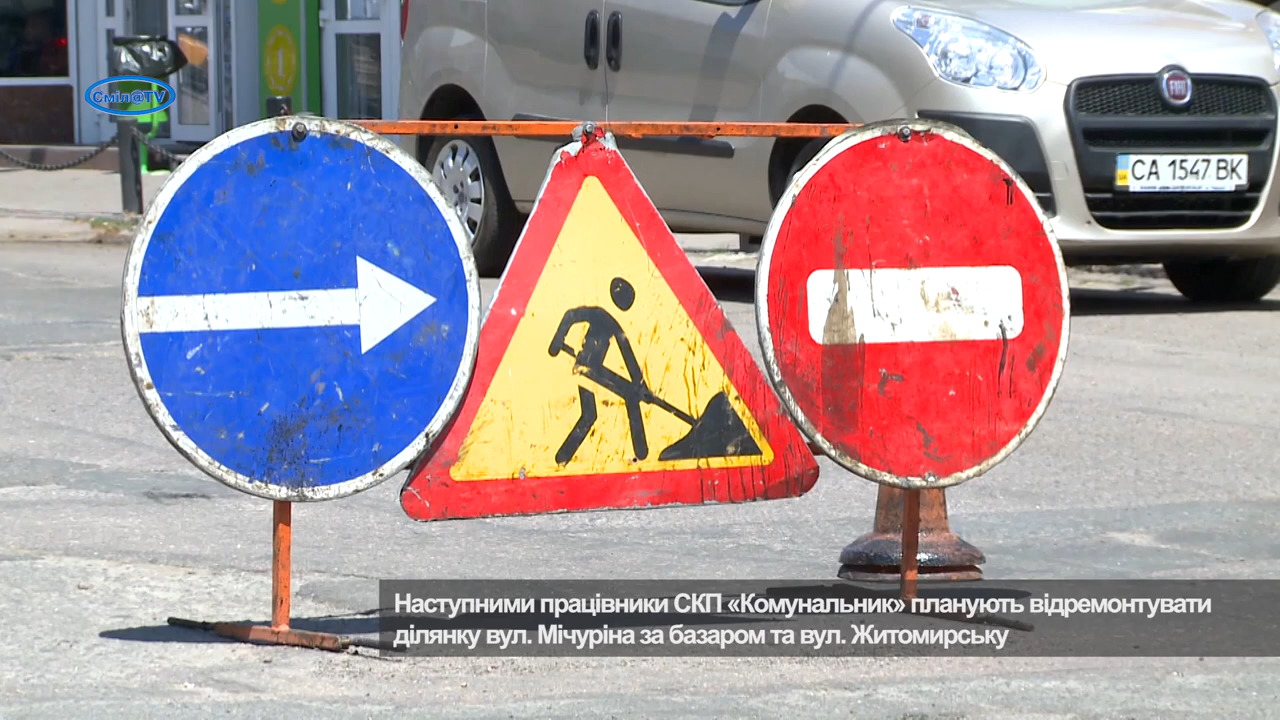 Сміл@TV
FIAT
CA 1547 BK
Наступними працівники СКП «Комунальник» планують відремонтувати
ділянку вул. Мічуріна за базаром та вул. Житомирську